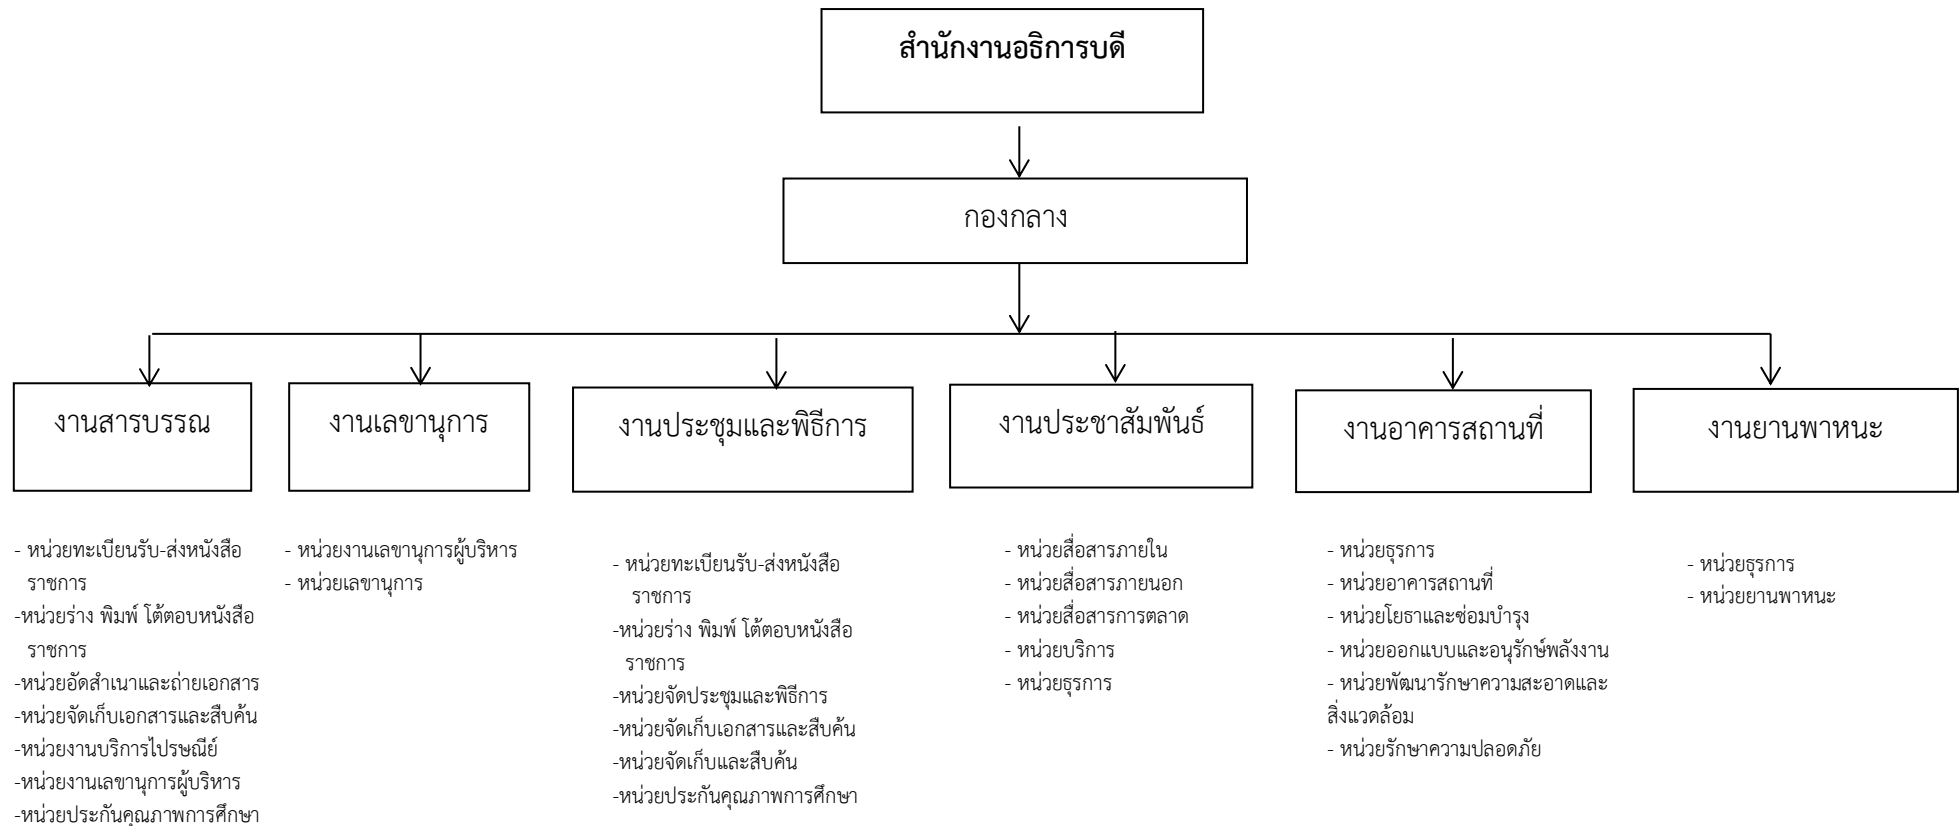 สำนักงานอธิการบดี
กองกลาง
งานสารบรรณ
งานเลขานุการ
งานประชุมและพิธีการ
งานประชาสัมพันธ์
งานอาคารสถานที่
งานยานพาหนะ
- หน่วยทะเบียนรับ-ส่งหนังสือ
ราชการ
-หน่วยร่าง พิมพ์ โต้ตอบหนังสือ
ราชการ
-หน่วยอัดสำเนาและถ่ายเอกสาร
-หน่วยจัดเก็บเอกสารและสืบค้น
-หน่วยงานบริการไปรษณีย์
-หน่วยงานเลขานุการผู้บริหาร
-หน่วยประกันคุณภาพการศึกษา
- หน่วยงานเลขานุการผู้บริหาร
- หน่วยเลขานุการ
- หน่วยทะเบียนรับ-ส่งหนังสือ
ราชการ
-หน่วยร่าง พิมพ์ โต้ตอบหนังสือ
ราชการ
-หน่วยจัดประชุมและพิธีการ
-หน่วยจัดเก็บเอกสารและสืบค้น
-หน่วยจัดเก็บและสืบค้น
-หน่วยประกันคุณภาพการศึกษา
- หน่วยสื่อสารภายใน
- หน่วยสื่อสารภายนอก
- หน่วยสื่อสารการตลาด
- หน่วยบริการ
- หน่วยธุรการ
- หน่วยธุรการ
- หน่วยอาคารสถานที่
- หน่วยโยธาและซ่อมบำรุง
- หน่วยออกแบบและอนุรักษ์พลังงาน
- หน่วยพัฒนารักษาความสะอาดและ
สิ่งแวดล้อม
- หน่วยรักษาความปลอดภัย
- หน่วยธุรการ
- หน่วยยานพาหนะ